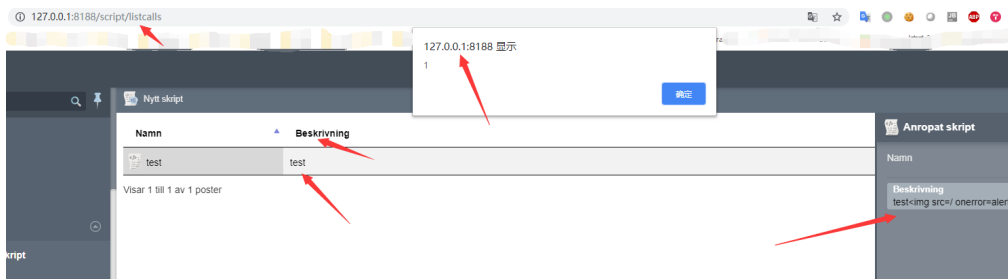 127.0.0.1:8188/script/listcalls
127.0.0.1:8188 显示
1
确定
Nytt skript
Namn
Beskrivning
test
test
Visar 1 till 1 av 1 poster
Anropat skript
Namn
Beskrivning
test<img src=/ onerror=aler
kript
ABP